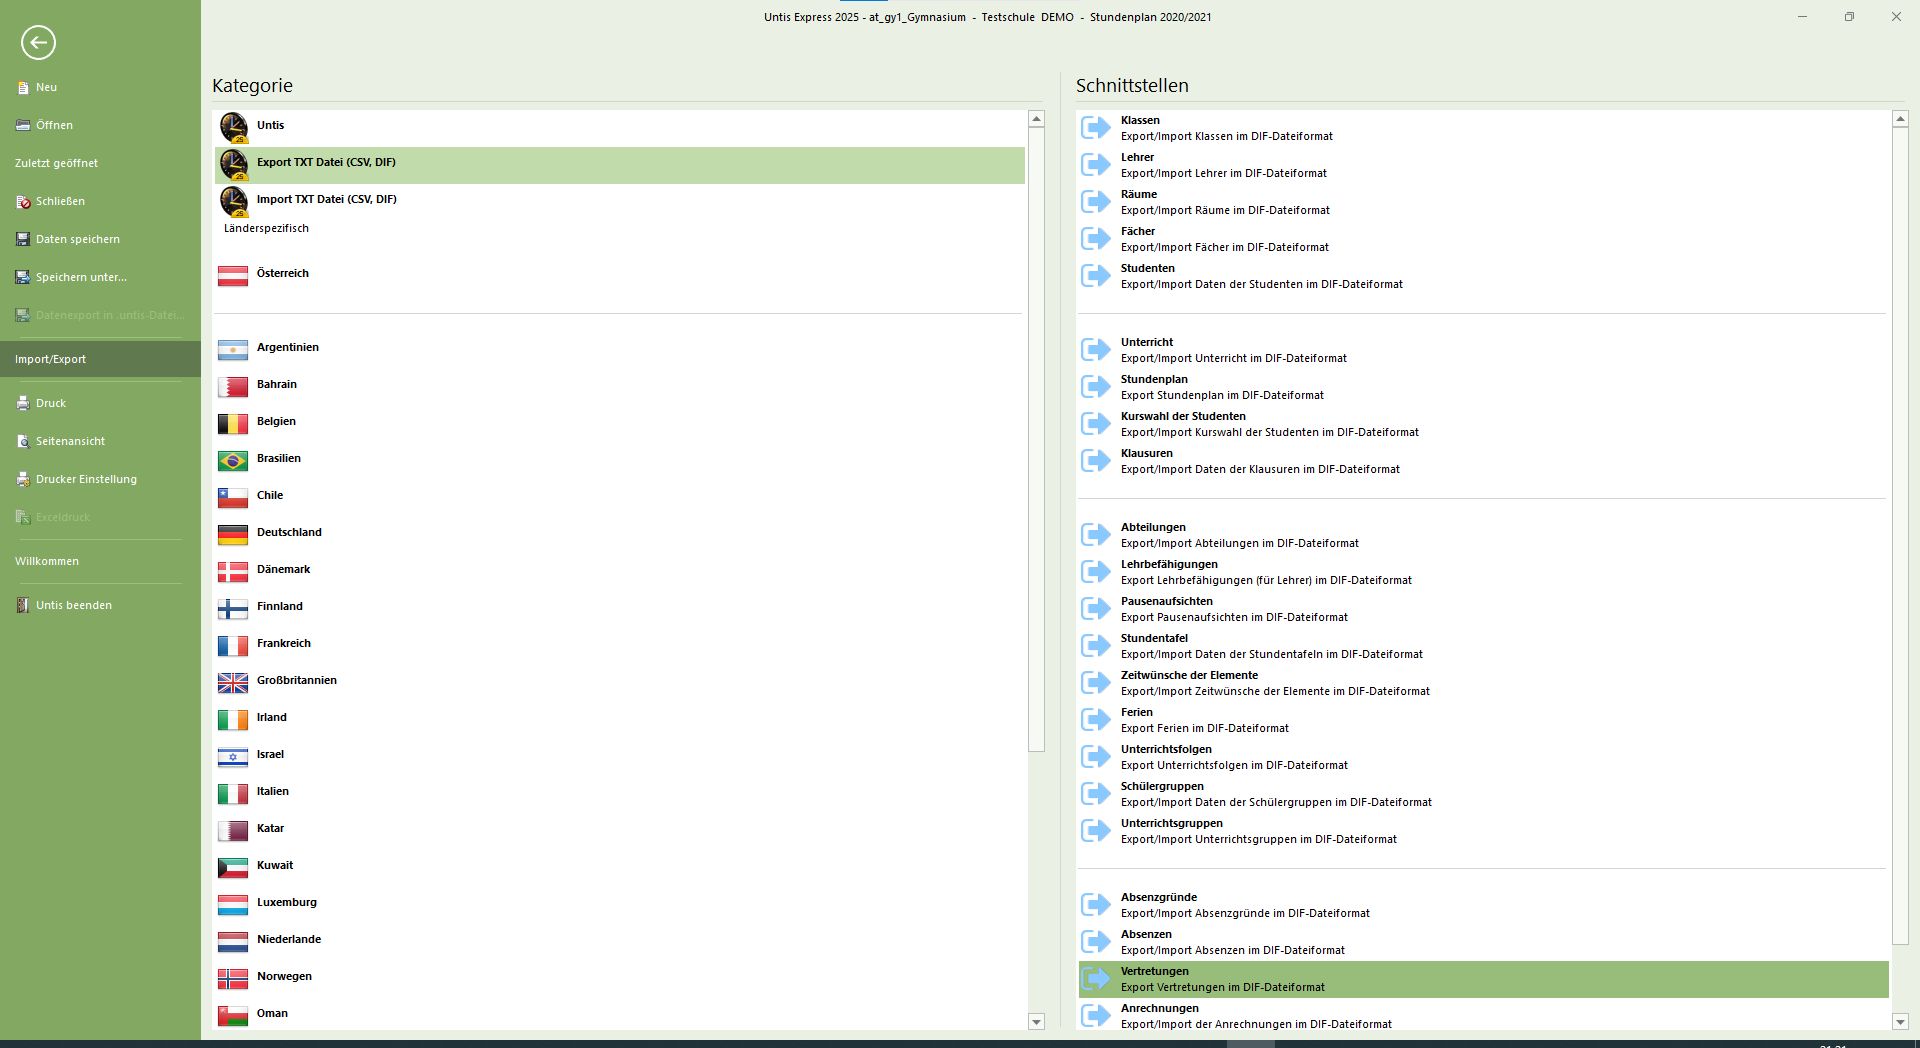 Untis Express 2025 - at_gy1_Gymnasium - Testschule DEMO - Stundenplan 2020/2021
Neu
Öffnen
Zuletzt geöffnet
Schließen
Daten speichern
Speichern unter...
Datenexport in .untis-Datei...
Import/Export
Druck
Seitenansicht
Drucker Einstellung
Exceldruck
Willkommen
Untis beenden
Kategorie
Untis
Export TXT Datei (CSV, DIF)
Import TXT Datei (CSV, DIF)
Länderspezifisch
Österreich
Argentinien
Bahrain
Belgien
Brasilien
Chile
Deutschland
Dänemark
Finnland
Frankreich
Großbritannien
Irland
Israel
Italien
Katar
Kuwait
Luxemburg
Niederlande
Norwegen
Oman
Schnittstellen
Klassen
Export/Import Klassen im DIF-Dateiformat
Lehrer
Export/Import Lehrer im DIF-Dateiformat
Räume
Export/Import Räume im DIF-Dateiformat
Fächer
Export/Import Fächer im DIF-Dateiformat
Studenten
Export/Import Daten der Studenten im DIF-Dateiformat
Unterricht
Export/Import Unterricht im DIF-Dateiformat
Stundenplan
Export Stundenplan im DIF-Dateiformat
Kurswahl der Studenten
Export/Import Kurswahl der Studenten im DIF-Dateiformat
Klausuren
Export/Import Daten der Klausuren im DIF-Dateiformat
Abteilungen
Export/Import Abteilungen im DIF-Dateiformat
Lehrbefähigungen
Export Lehrbefähigungen (für Lehrer) im DIF-Dateiformat
Pausenaufsichten
Export Pausenaufsichten im DIF-Dateiformat
Stundentafel
Export/Import Daten der Stundentafeln im DIF-Dateiformat
Zeitwünsche der Elemente
Export/Import Zeitwünsche der Elemente im DIF-Dateiformat
Ferien
Export Ferien im DIF-Dateiformat
Unterrichtsfolgen
Export Unterrichtsfolgen im DIF-Dateiformat
Schülergruppen
Export/Import Daten der Schülergruppen im DIF-Dateiformat
Unterrichtsgruppen
Export/Import Unterrichtsgruppen im DIF-Dateiformat
Absenzgründe
Export/Import Absenzgründe im DIF-Dateiformat
Absenzen
Export/Import Absenzen im DIF-Dateiformat
Vertretungen
Export Vertretungen im DIF-Dateiformat
Anrechnungen
Export/Import der Anrechnungen im DIF-Dateiformat